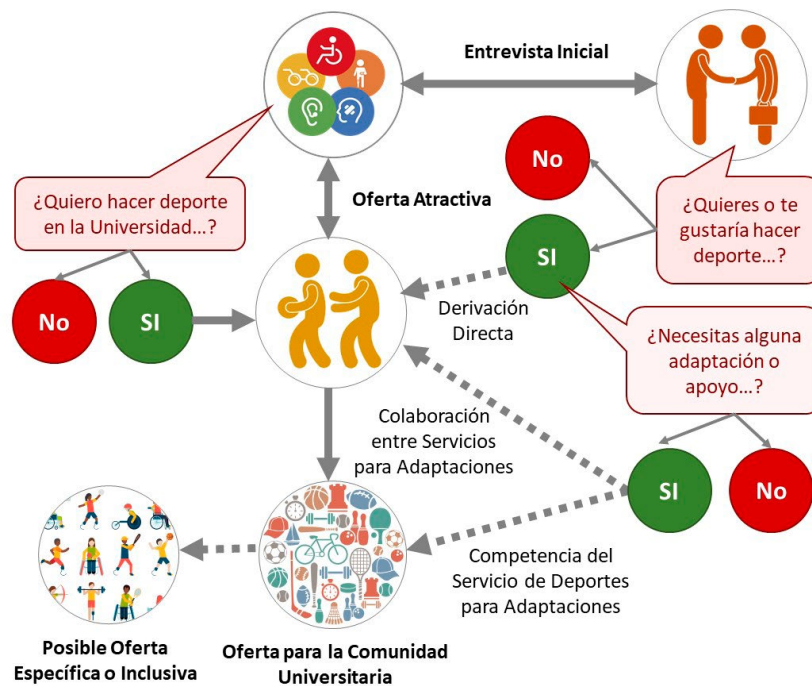 Entrevista Inicial
No
¿Quiero hacer deporte
en la Universidad...?
Oferta Atractiva
¿Quieres o te
gustaría hacer
deporte...?
SI
No
SI
Derivación
Directa
¿Necesitas alguna
adaptación o
apoyo...?
Colaboración
entre Servicios
para Adaptaciones
SI
No
Competencia del
Servicio de Deportes
para Adaptaciones
Posible Oferta
Específica o Inclusiva
Oferta para la Comunidad
Universitaria